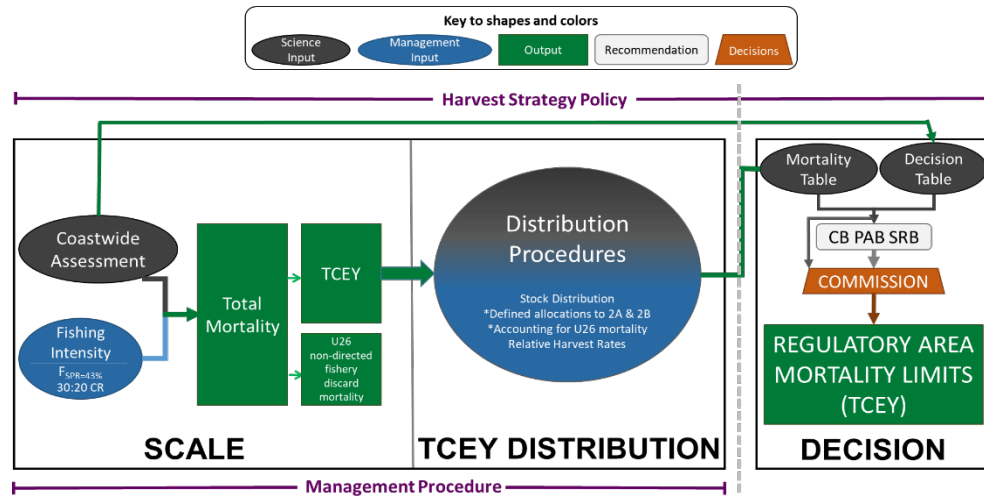 Key to shapes and colors
Science
Input
Management
Input
Output
Recommendation
Decisions
Harvest Strategy Policy
Coastwide
Assessment
Fishing
Intensity
FSPR=43%
30:20 CR
Total
Mortality
TCEY
U26
non-directed
fishery
discard
mortality
SCALE
Distribution
Procedures
Stock Distribution
*Defined allocations to 2A & 2B
*Accounting for U26 mortality
Relative Harvest Rates
TCEY DISTRIBUTION
Mortality
Table
Decision
Table
CB PAB SRB
COMMISSION
REGULATORY AREA
MORTALITY LIMITS
(TCEY)
DECISION
Management Procedure